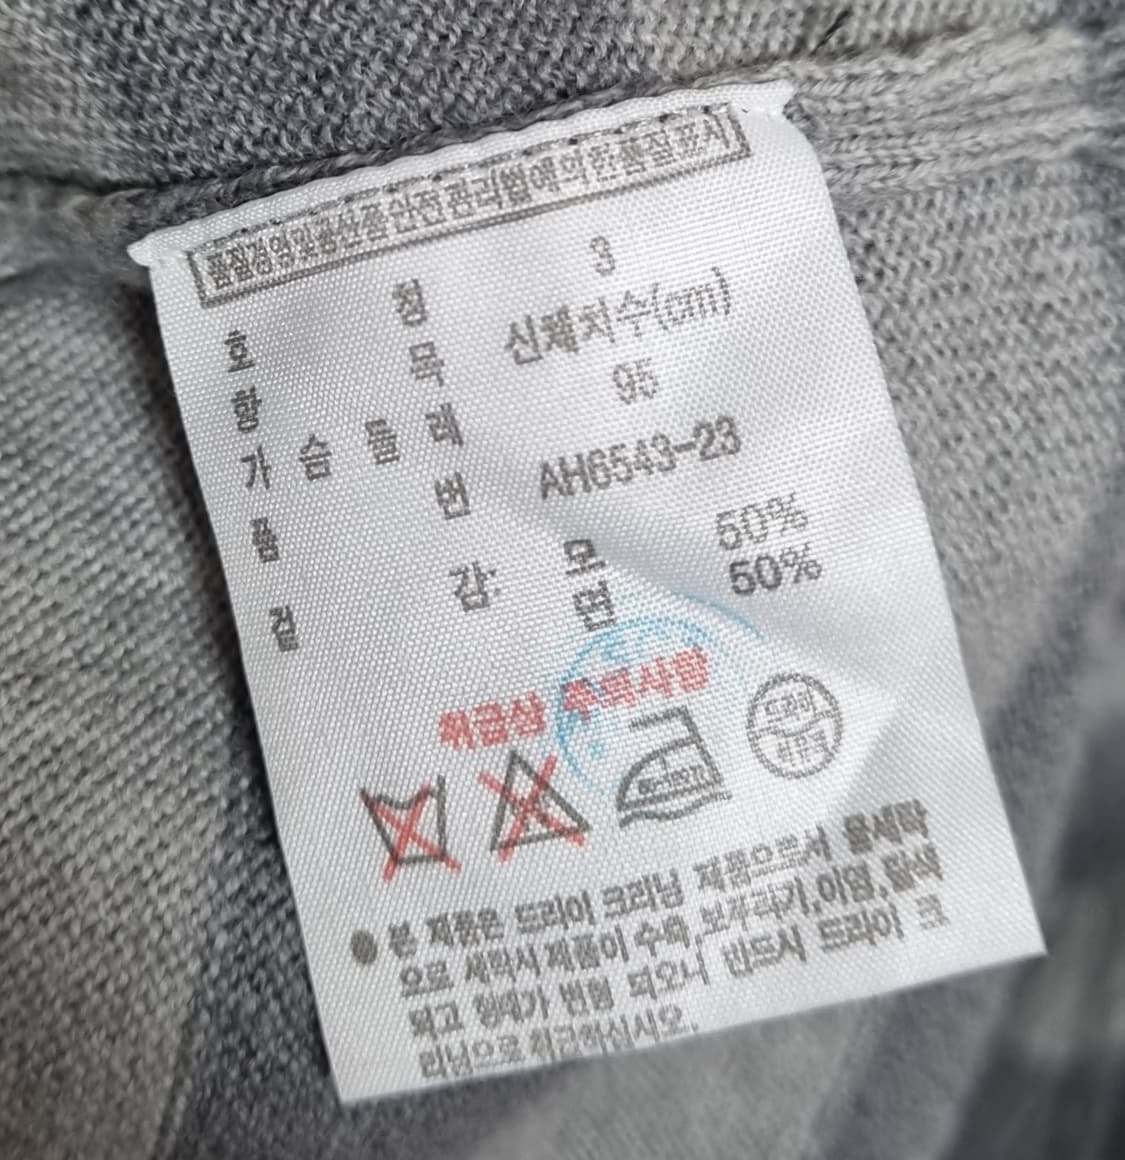 품질경영및공산품안전관리법에의한품질표시
호 칭 3
항 목 신체치수(cm)
가 슴 둘 레 95
품 번 AH6543-23
겉 감: 모 50%
면 50%
취급상 주의사항
드라이
● 본 제품은 드라이 크리닝 제품으로서 물세탁
으로 세탁시 제품이 수축,보푸라기,이염,탈색
되고 형태가 변형 되오니 반드시 드라이 크
리닝으로 취급하십시오.